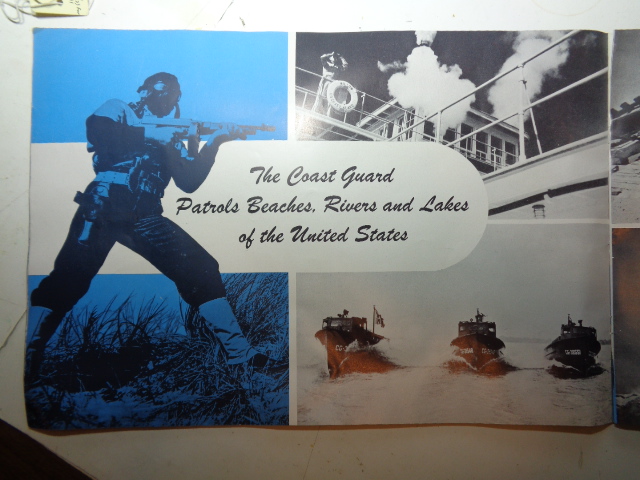 The Coast Guard
Patrols Beaches, Rivers and Lakes
of the United States